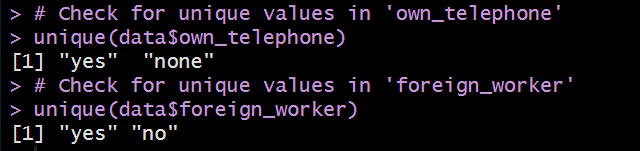 > # Check for unique values in 'own_telephone'
> unique(data$own_telephone)
[1] "yes"  "none"
> # Check for unique values in 'foreign_worker'
> unique(data$foreign_worker)
[1] "yes" "no"